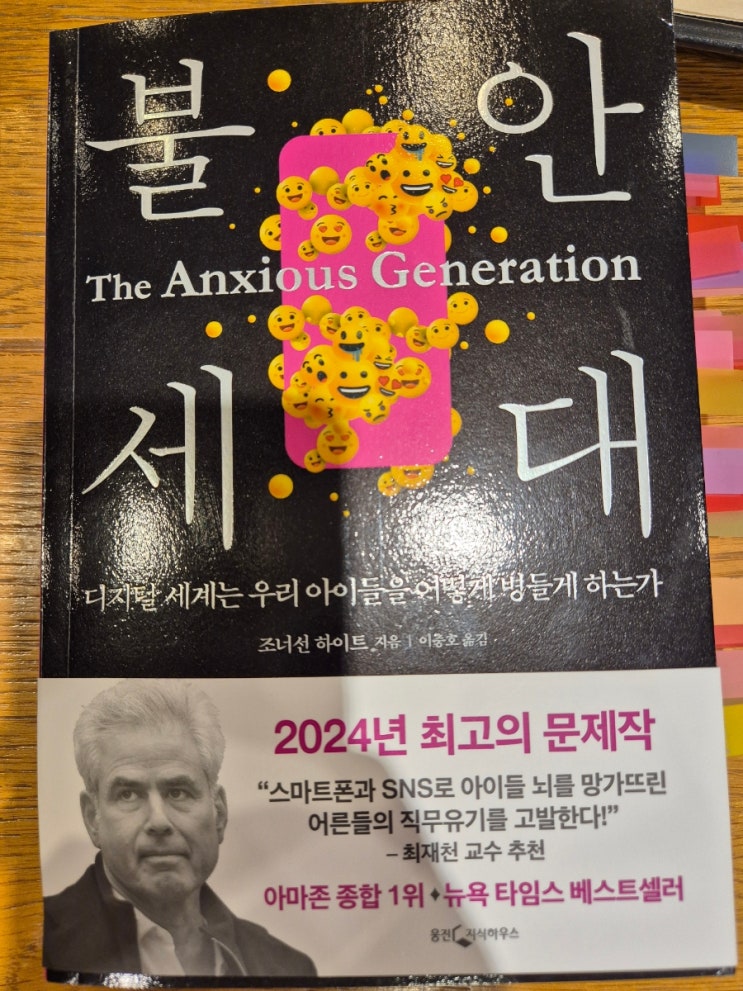 불안
The Anxious Generation
세대
디지털 세계는 우리 아이들을 어떻게 병들게 하는가
조너선 하이트 지음 | 이충호 옮김
2024년 최고의 문제작
“스마트폰과 SNS로 아이들 뇌를 망가뜨린
어른들의 직무유기를 고발한다!”
– 최재천 교수 추천
아마존 종합 1위 ♦ 뉴욕 타임스 베스트셀러
웅진 지식하우스